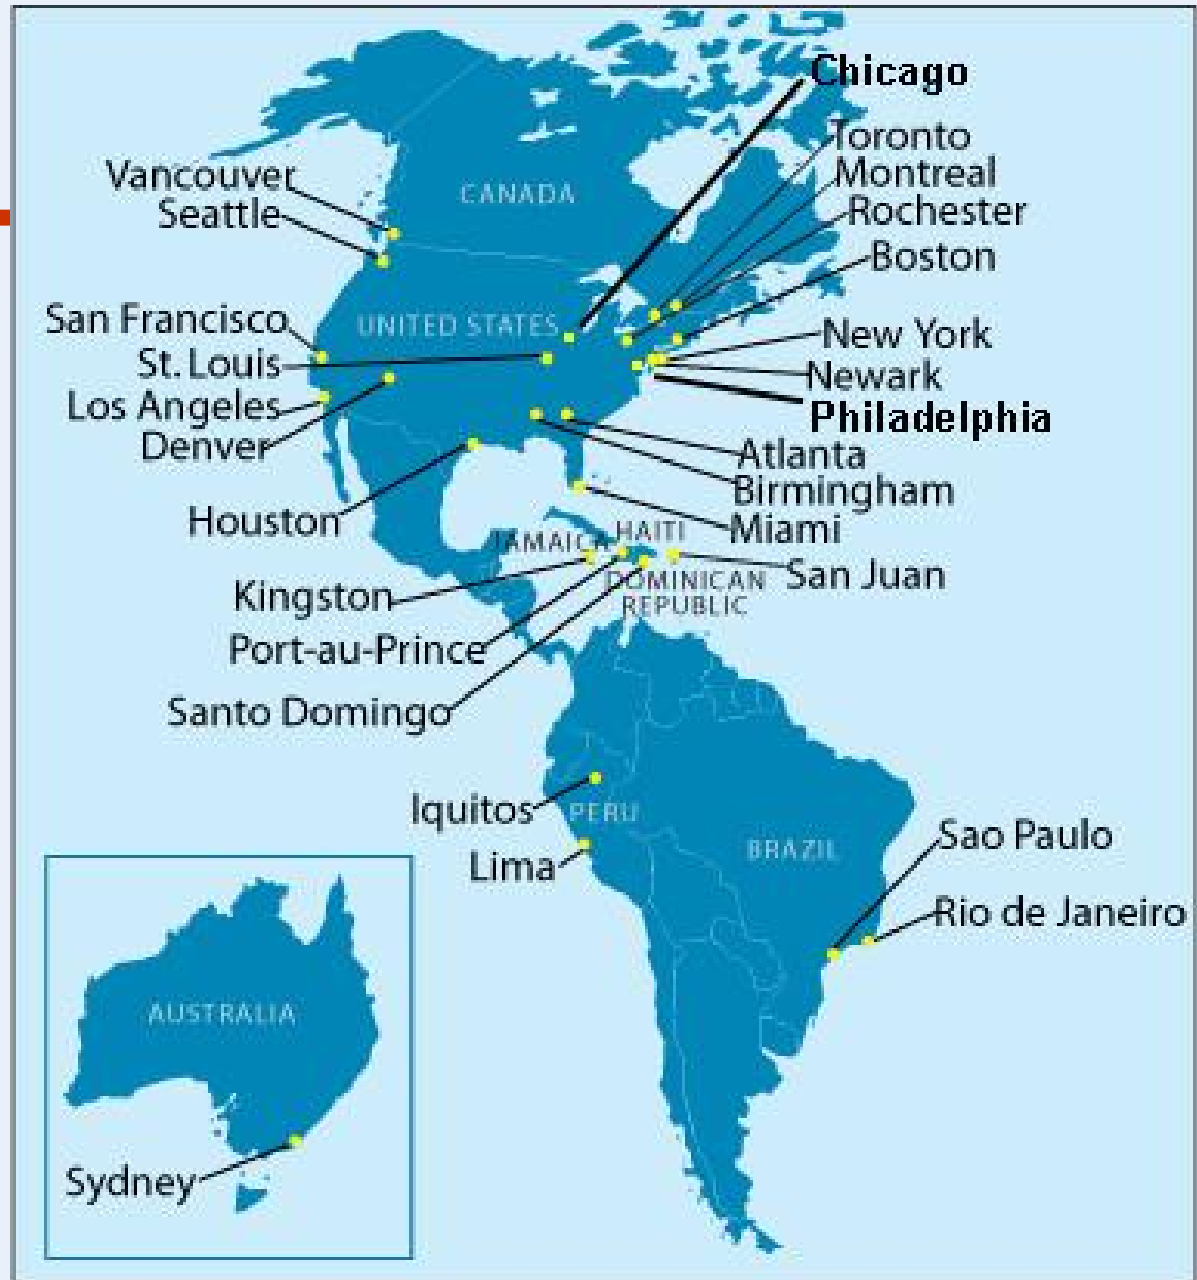 Chicago
Toronto
Montreal
Rochester
Boston
Vancouver
Seattle
CANADA
San Francisco
UNITED STATES
St. Louis
Los Angeles
Denver
New York
Newark
Philadelphia
Atlanta
Birmingham
Miami
Houston
JAMAICA
HAITI
San Juan
DOMINICAN
REPUBLIC
Kingston
Port-au-Prince
Santo Domingo
Iquitos
PERU
Lima
BRAZIL
Sao Paulo
Rio de Janeiro
AUSTRALIA
Sydney